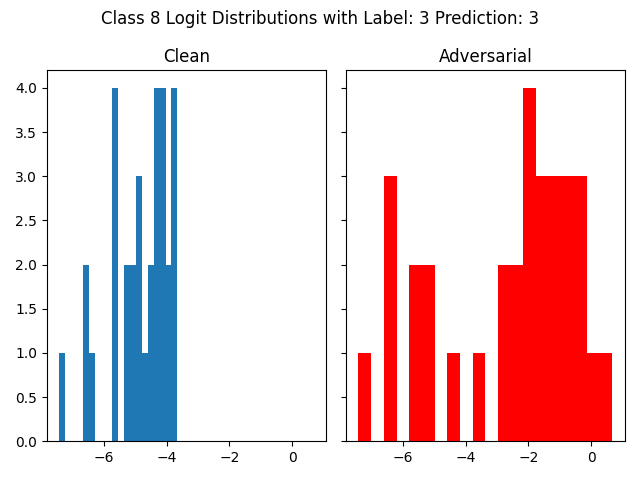 Class 8 Logit Distributions with Label: 3 Prediction: 3
Clean
Adversarial
4.0
3.5
3.0
2.5
2.0
1.5
1.0
0.5
0.0
−6 −4 −2 0
−6 −4 −2 0